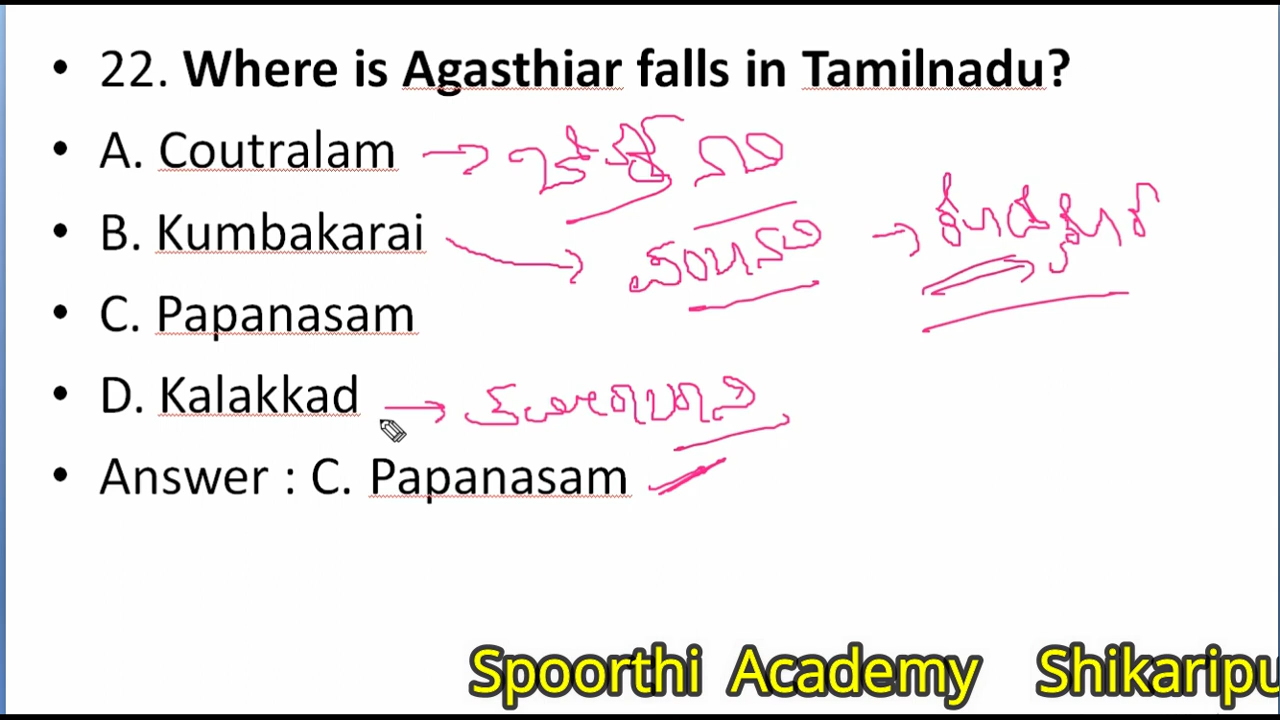 • 22. Where is Agasthiar falls in Tamilnadu?
• A. Coutralam
• B. Kumbakarai
• C. Papanasam
• D. Kalakkad
• Answer : C. Papanasam
Spoorthi Academy Shikaripu